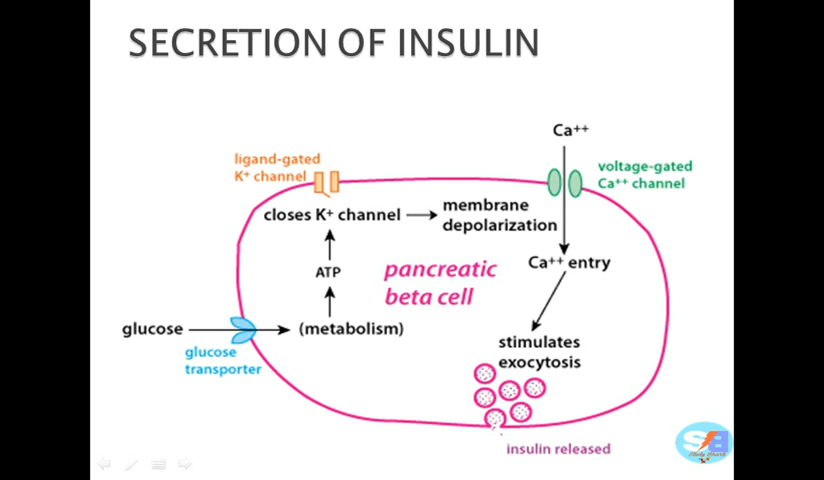 SECRETION OF INSULIN
Ca++
ligand-gated
K+ channel
voltage-gated
Ca++ channel
closes K+ channel
membrane
depolarization
ATP
pancreatic
beta cell
Ca++ entry
glucose
(metabolism)
glucose
transporter
stimulates
exocytosis
insulin released